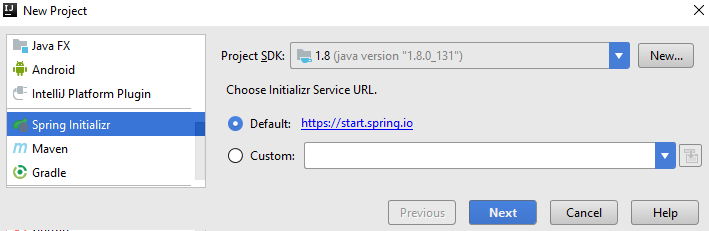 New Project
Java FX
Android
IntelliJ Platform Plugin
Spring Initializr
Maven
Gradle
Project SDK: 1.8 (java version "1.8.0_131") New...
Choose Initializr Service URL.
Default: https://start.spring.io
Custom:
Previous Next Cancel Help